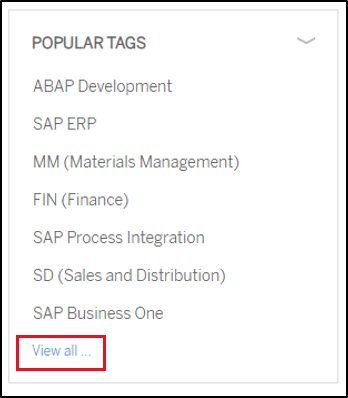 POPULAR TAGS
ABAP Development
SAP ERP
MM (Materials Management)
FIN (Finance)
SAP Process Integration
SD (Sales and Distribution)
SAP Business One
View all ...